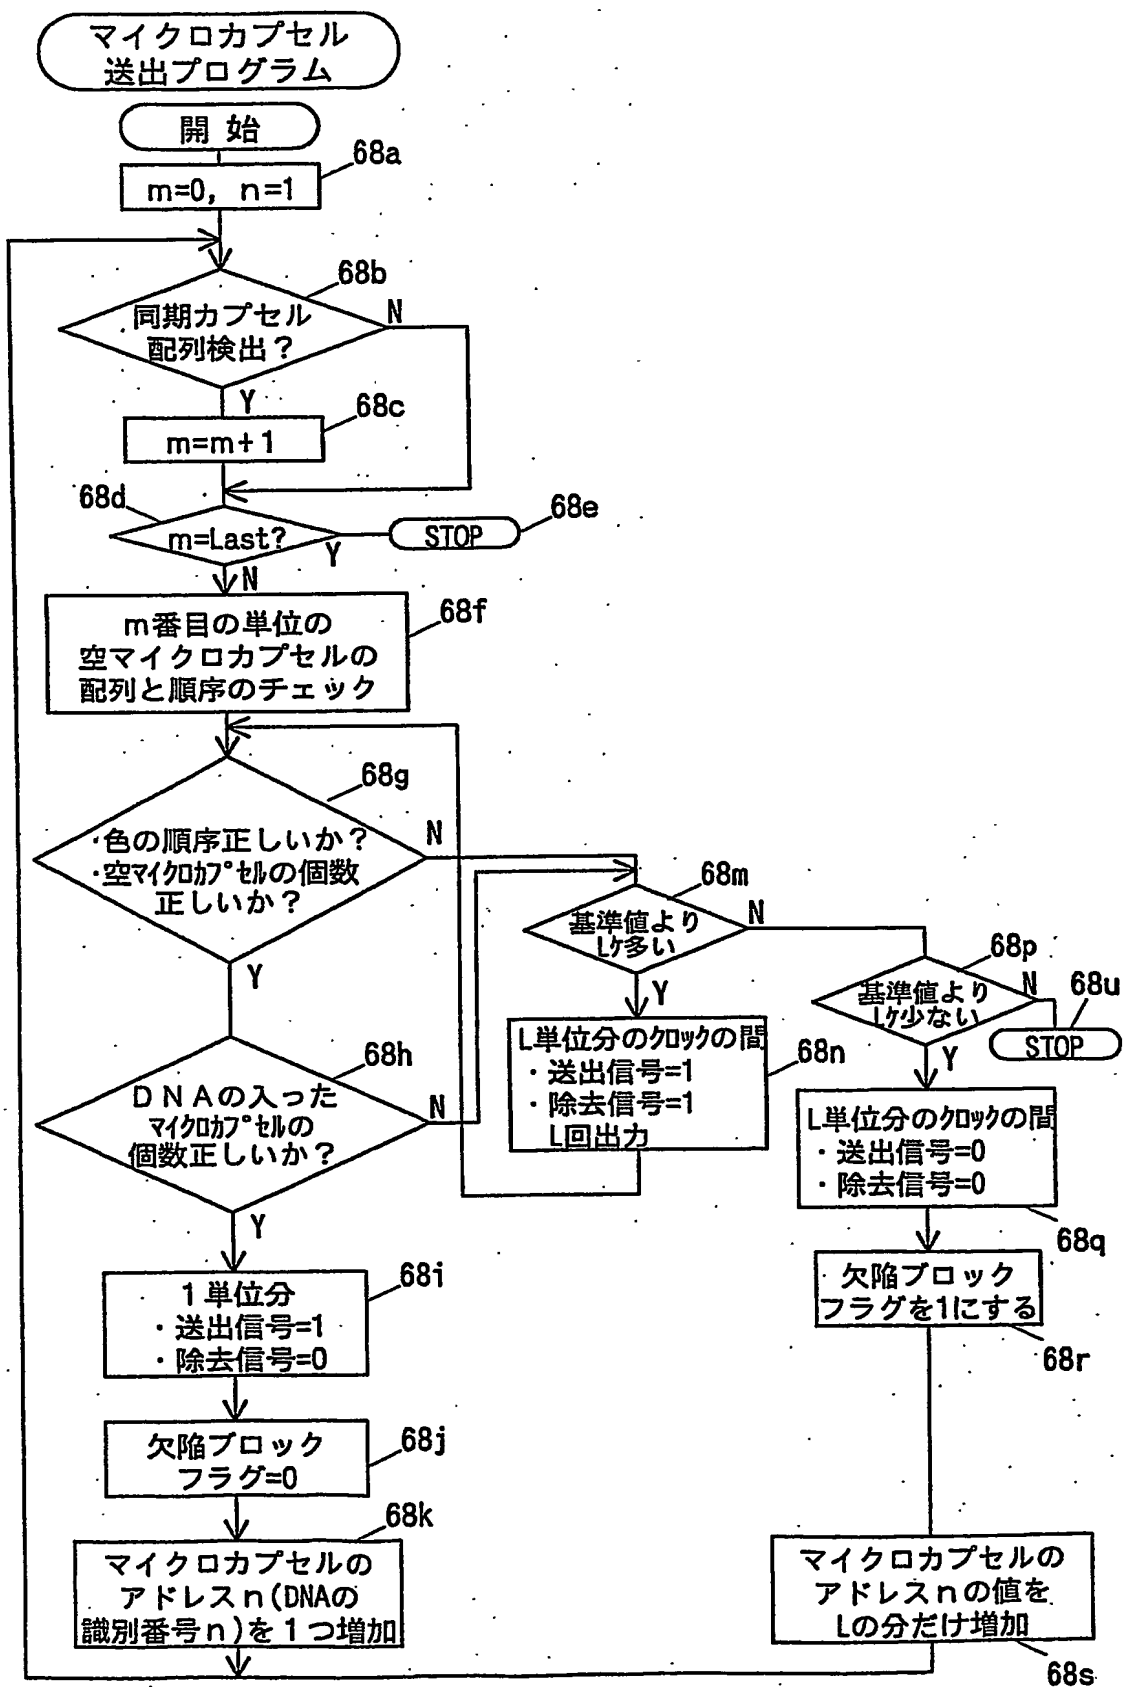 マイクロカプセル
送出プログラム
開 始
68a
m=0, n=1
68b
同期カプセル
配列検出？
N
Y
68c
m=m+1
68d
m=Last?
Y
STOP
68e
N
m番目の単位の
空マイクロカプセルの
配列と順序のチェック
68f
68g
・色の順序正しいか？
・空マイクロカプセルの個数
正しいか？
N
Y
68h
DNAの入った
マイクロカプセルの
個数正しいか？
N
Y
68m
基準値より
Lケ多い
N
Y
L単位分のクロックの間
・送出信号=1
・除去信号=1
L回出力
68n
68p
基準値より
Lケ少ない
N
68u
STOP
Y
L単位分のクロックの間
・送出信号=0
・除去信号=0
68q
欠陥ブロック
フラグを1にする
68r
68i
1単位分
・送出信号=1
・除去信号=0
欠陥ブロック
フラグ=0
68j
68k
マイクロカプセルの
アドレスn(DNAの
識別番号n)を1つ増加
マイクロカプセルの
アドレスnの値を
Lの分だけ増加
68s